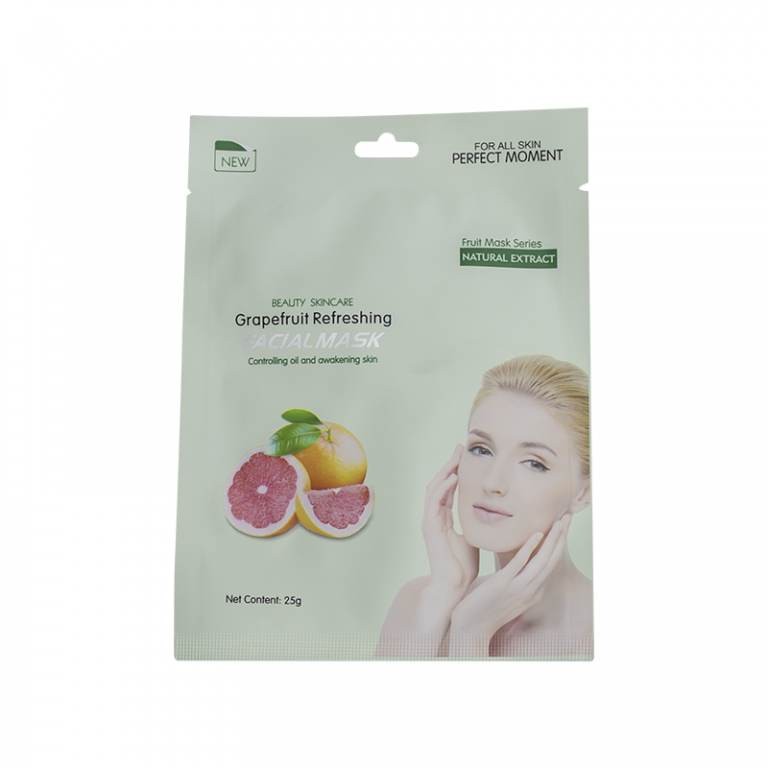 NEW
FOR ALL SKIN
PERFECT MOMENT
Fruit Mask Series
NATURAL EXTRACT
BEAUTY SKINCARE
Grapefruit Refreshing
FACIALMASK
Controlling oil and awakening skin
Net Content: 25g